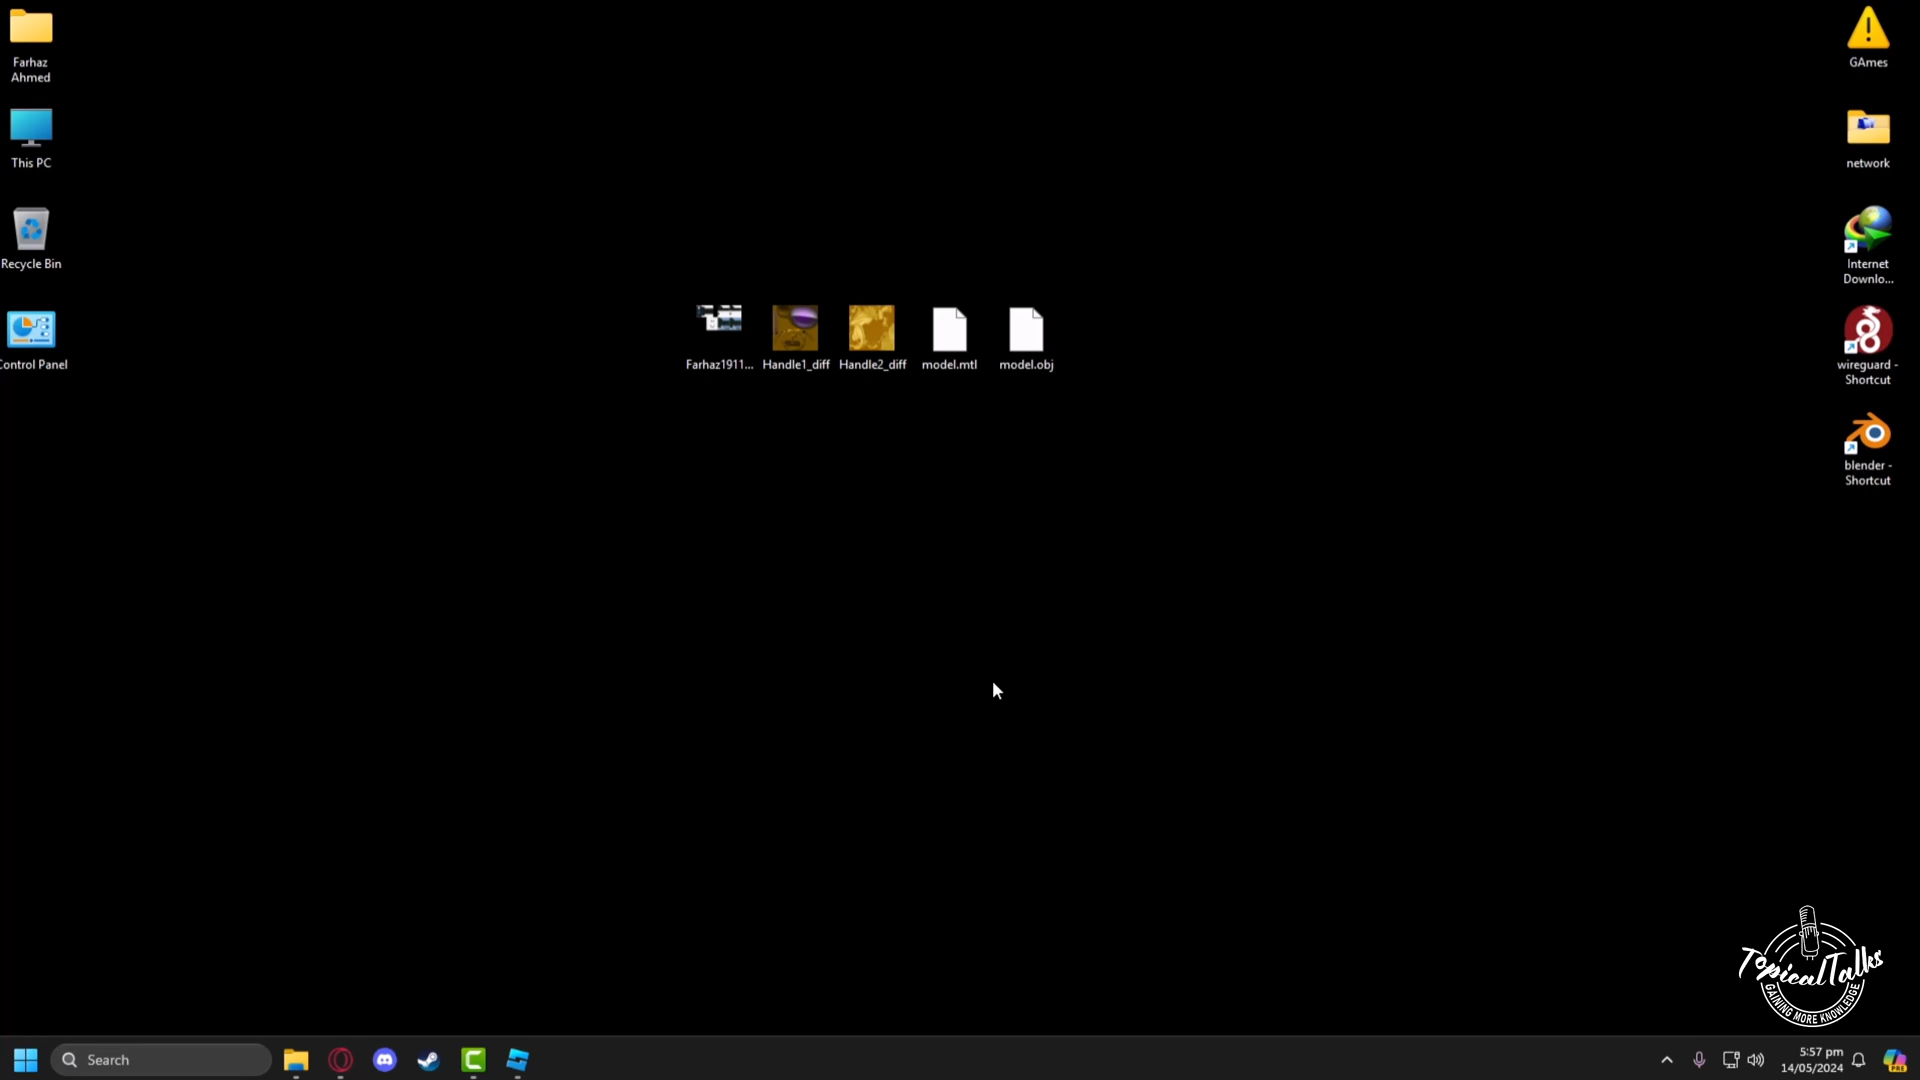 Farhaz
Ahmed
This PC
Recycle Bin
Control Panel
Farhaz1911...
Handle1_diff
Handle2_diff
model.mtl
model.obj
GAmes
network
Internet
Downlo...
wireguard -
Shortcut
blender -
Shortcut
TopicalTalks
GAINING MORE KNOWLEDGE
Search
5:57 pm
14/05/2024
PRE